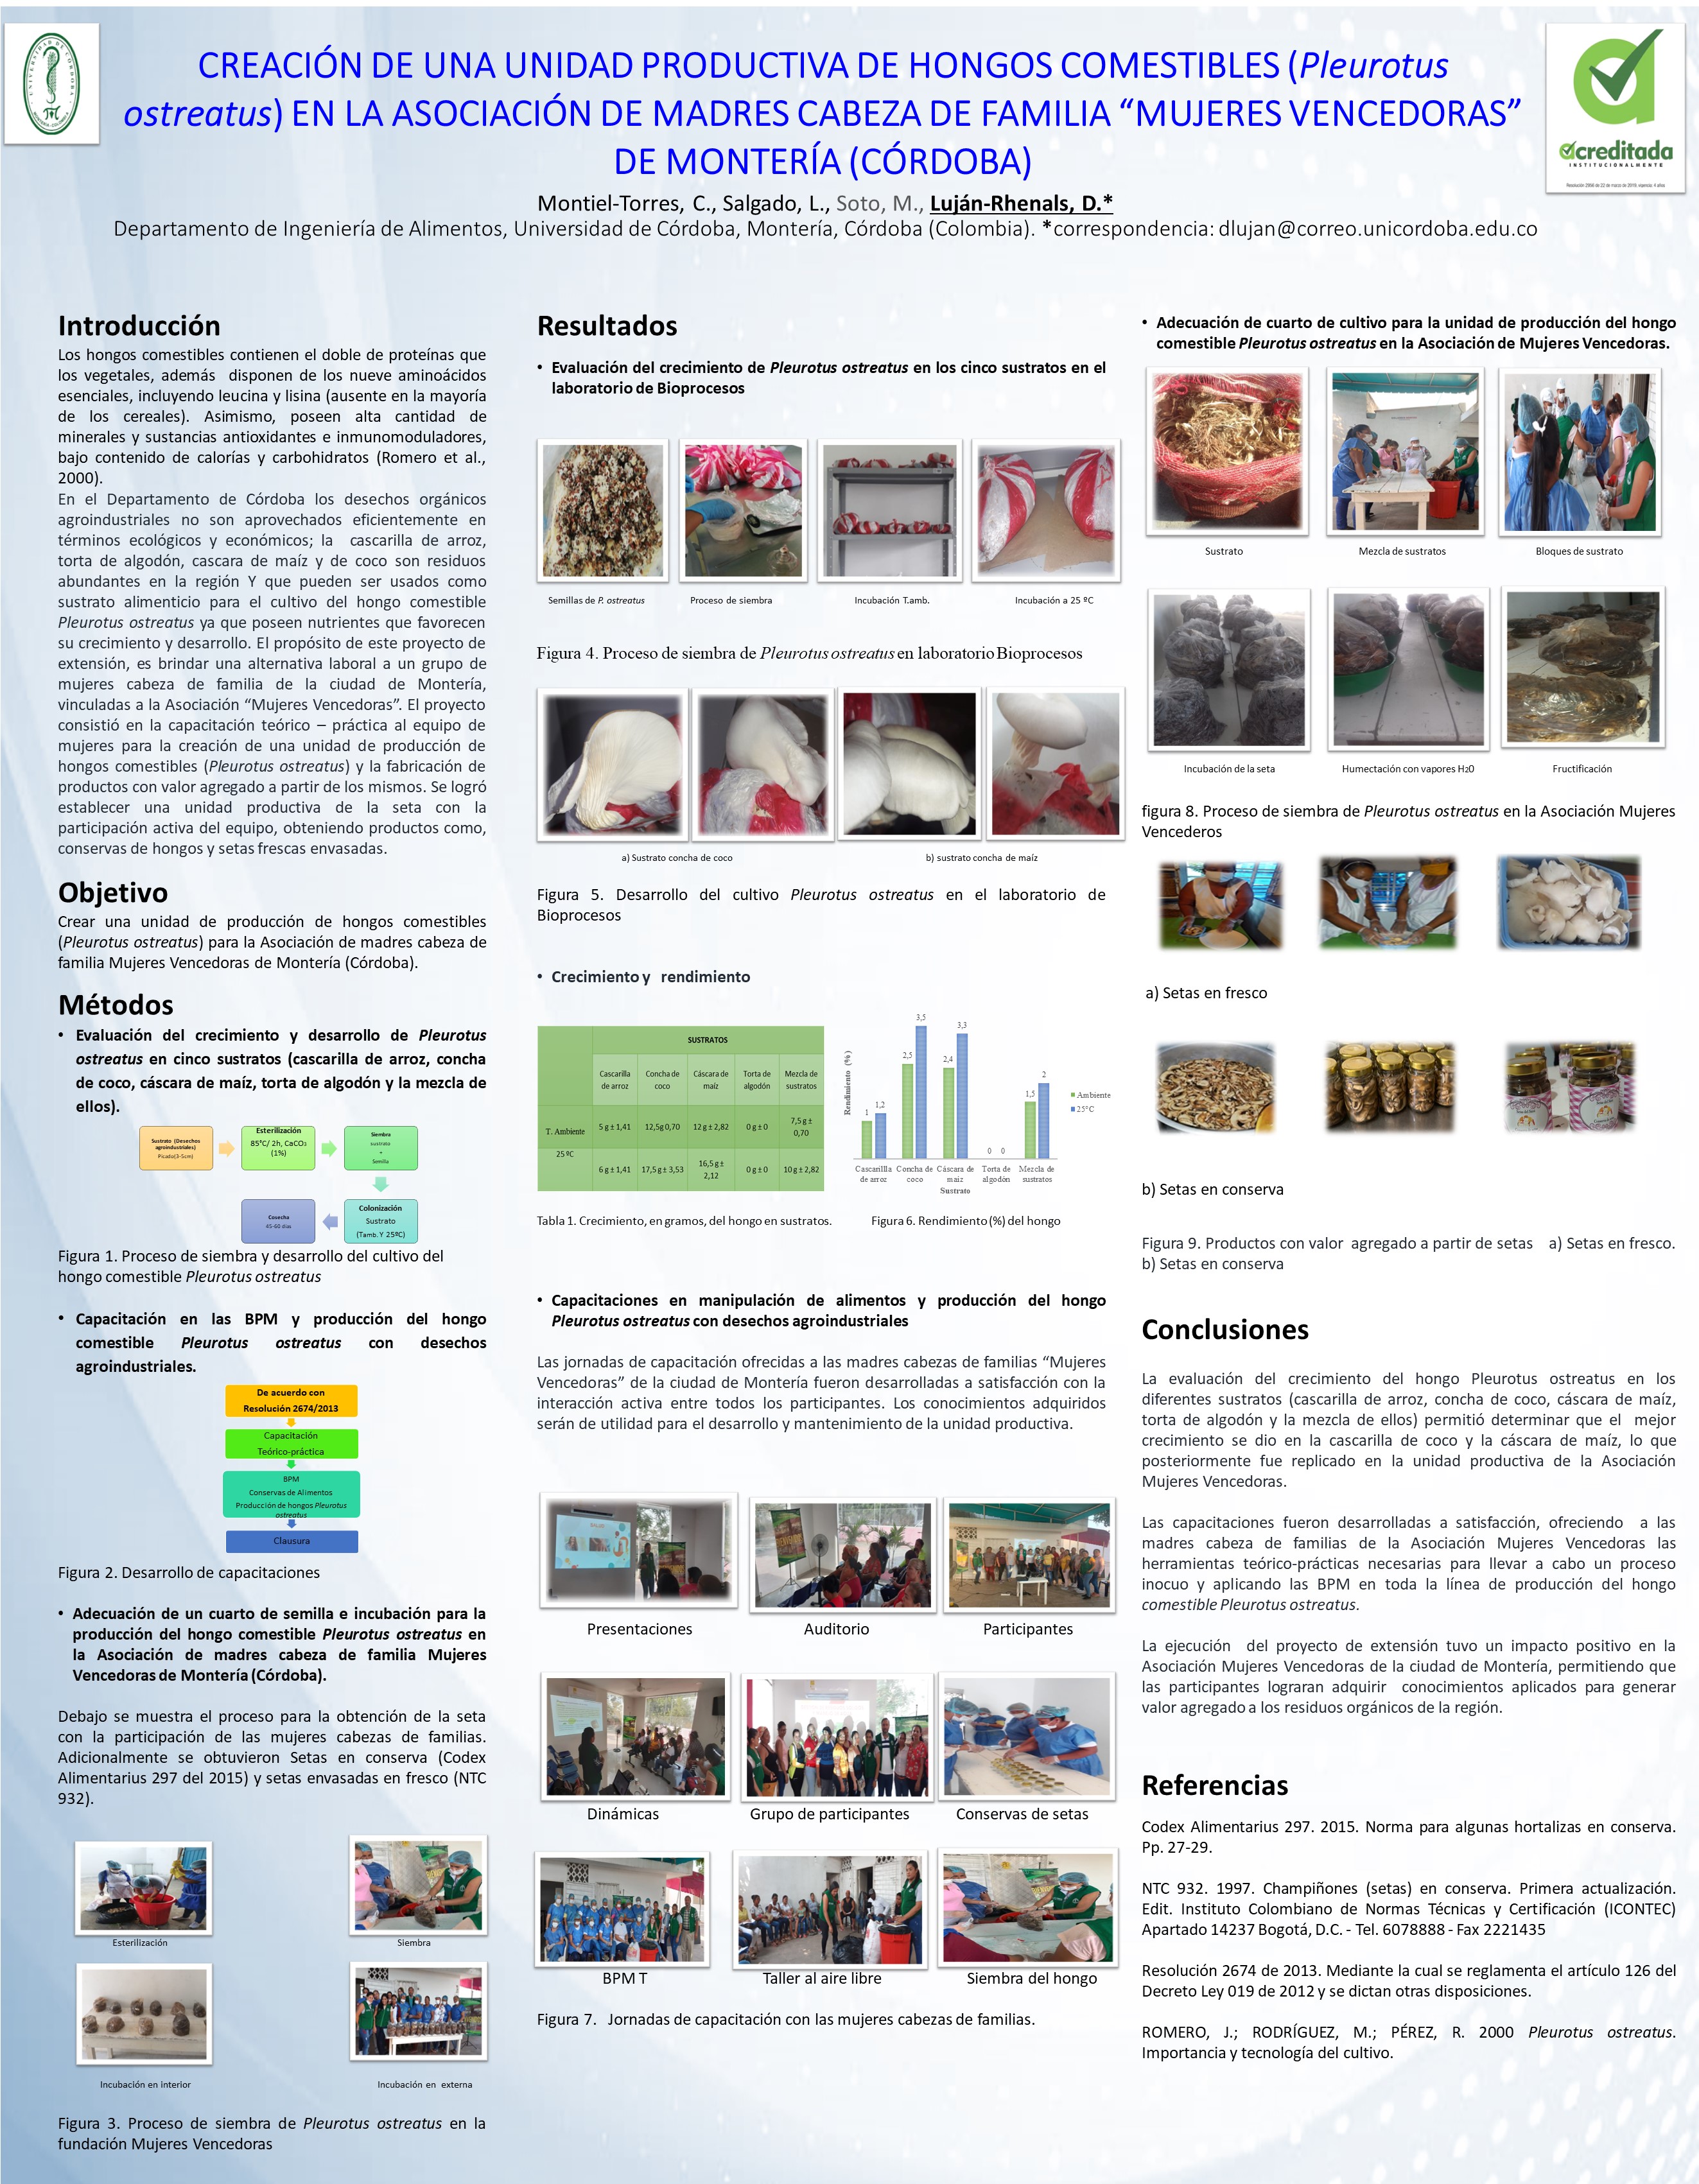 UNIVERSIDAD DE CÓRDOBA
MONTERÍA - COLOMBIA
CREACIÓN DE UNA UNIDAD PRODUCTIVA DE HONGOS COMESTIBLES (Pleurotus
ostreatus) EN LA ASOCIACIÓN DE MADRES CABEZA DE FAMILIA “MUJERES VENCEDORAS”
DE MONTERÍA (CÓRDOBA)
acreditada
INSTITUCIONALMENTE
Montiel-Torres, C., Salgado, L., Soto, M., Luján-Rhenals, D.*
Departamento de Ingeniería de Alimentos, Universidad de Córdoba, Montería, Córdoba (Colombia). *correspondencia: dlujan@correo.unicordoba.edu.co
Introducción
Los hongos comestibles contienen el doble de proteínas que
los vegetales, además disponen de los nueve aminoácidos
esenciales, incluyendo leucina y lisina (ausente en la mayoría
de los cereales). Asimismo, poseen alta cantidad de
minerales y sustancias antioxidantes e inmunomoduladores,
bajo contenido de calorías y carbohidratos (Romero et al.,
2000).
En el Departamento de Córdoba los desechos orgánicos
agroindustriales no son aprovechados eficientemente en
términos ecológicos y económicos; la cascarilla de arroz,
torta de algodón, cascara de maíz y de coco son residuos
abundantes en la región Y que pueden ser usados como
sustrato alimenticio para el cultivo del hongo comestible
Pleurotus ostreatus ya que poseen nutrientes que favorecen
su crecimiento y desarrollo. El propósito de este proyecto de
extensión, es brindar una alternativa laboral a un grupo de
mujeres cabeza de familia de la ciudad de Montería,
vinculadas a la Asociación “Mujeres Vencedoras”. El proyecto
consistió en la capacitación teórico – práctica al equipo de
mujeres para la creación de una unidad de producción de
hongos comestibles (Pleurotus ostreatus) y la fabricación de
productos con valor agregado a partir de los mismos. Se logró
establecer una unidad productiva de la seta con la
participación activa del equipo, obteniendo productos como,
conservas de hongos y setas frescas envasadas.
Objetivo
Crear una unidad de producción de hongos comestibles
(Pleurotus ostreatus) para la Asociación de madres cabeza de
familia Mujeres Vencedoras de Montería (Córdoba).
Métodos
• Evaluación del crecimiento y desarrollo de Pleurotus
ostreatus en cinco sustratos (cascarilla de arroz, concha
de coco, cáscara de maíz, torta de algodón y la mezcla de
ellos).
Sustrato (Desechos
agroindustriales)
Picado(3-5cm)
Esterilización
85°C/ 2h, CaCO3
(1%)
Siembra
sustrato
+
Semilla
Colonización
Sustrato
(Tamb. Y 25ºC)
Cosecha
45-60 días
Figura 1. Proceso de siembra y desarrollo del cultivo del
hongo comestible Pleurotus ostreatus
• Capacitación en las BPM y producción del hongo
comestible Pleurotus ostreatus con desechos
agroindustriales.
De acuerdo con
Resolución 2674/2013
Capacitación
Teórico-práctica
BPM
Conservas de Alimentos
Producción de hongos Pleurotus
ostreatus
Clausura
Figura 2. Desarrollo de capacitaciones
• Adecuación de un cuarto de semilla e incubación para la
producción del hongo comestible Pleurotus ostreatus en
la Asociación de madres cabeza de familia Mujeres
Vencedoras de Montería (Córdoba).
Debajo se muestra el proceso para la obtención de la seta
con la participación de las mujeres cabezas de familias.
Adicionalmente se obtuvieron Setas en conserva (Codex
Alimentarius 297 del 2015) y setas envasadas en fresco (NTC
932).
Esterilización
Siembra
Incubación en interior
Incubación en externa
Figura 3. Proceso de siembra de Pleurotus ostreatus en la
fundación Mujeres Vencedoras
Resultados
• Evaluación del crecimiento de Pleurotus ostreatus en los cinco sustratos en el
laboratorio de Bioprocesos
Semillas de P. ostreatus
Proceso de siembra
Incubación T.amb.
Incubación a 25 ºC
Figura 4. Proceso de siembra de Pleurotus ostreatus en laboratorio Bioprocesos
a) Sustrato concha de coco
b) sustrato concha de maíz
Figura 5. Desarrollo del cultivo Pleurotus ostreatus en el laboratorio de
Bioprocesos
• Crecimiento y rendimiento
SUSTRATOS
Cascarilla de arroz Concha de coco Cáscara de maíz Torta de algodón Mezcla de sustratos
T. Ambiente 5 g ± 1,41 12,5g 0,70 12 g ± 2,82 0 g ± 0 7,5 g ± 0,70
25 ºC 6 g ± 1,41 17,5 g ± 3,53 16,5 g ± 2,12 0 g ± 0 10 g ± 2,82
Rendimiento (%)
1 1,2 2,5 3,5 2,4 3,3 0 0 1,5 2
Cascarillla de arroz Concha de coco Cáscara de maíz Torta de algodón Mezcla de sustratos
Sustrato
Ambiente
25°C
Tabla 1. Crecimiento, en gramos, del hongo en sustratos.
Figura 6. Rendimiento (%) del hongo
• Capacitaciones en manipulación de alimentos y producción del hongo
Pleurotus ostreatus con desechos agroindustriales
Las jornadas de capacitación ofrecidas a las madres cabezas de familias “Mujeres
Vencedoras” de la ciudad de Montería fueron desarrolladas a satisfacción con la
interacción activa entre todos los participantes. Los conocimientos adquiridos
serán de utilidad para el desarrollo y mantenimiento de la unidad productiva.
Presentaciones
Auditorio
Participantes
Dinámicas
Grupo de participantes
Conservas de setas
BPM T
Taller al aire libre
Siembra del hongo
Figura 7. Jornadas de capacitación con las mujeres cabezas de familias.
• Adecuación de cuarto de cultivo para la unidad de producción del hongo
comestible Pleurotus ostreatus en la Asociación de Mujeres Vencedoras.
Sustrato
Mezcla de sustratos
Bloques de sustrato
Incubación de la seta
Humectación con vapores H20
Fructificación
figura 8. Proceso de siembra de Pleurotus ostreatus en la Asociación Mujeres
Vencederos
a) Setas en fresco
b) Setas en conserva
Figura 9. Productos con valor agregado a partir de setas a) Setas en fresco.
b) Setas en conserva
Conclusiones
La evaluación del crecimiento del hongo Pleurotus ostreatus en los
diferentes sustratos (cascarilla de arroz, concha de coco, cáscara de maíz,
torta de algodón y la mezcla de ellos) permitió determinar que el mejor
crecimiento se dio en la cascarilla de coco y la cáscara de maíz, lo que
posteriormente fue replicado en la unidad productiva de la Asociación
Mujeres Vencedoras.
Las capacitaciones fueron desarrolladas a satisfacción, ofreciendo a las
madres cabeza de familias de la Asociación Mujeres Vencedoras las
herramientas teórico-prácticas necesarias para llevar a cabo un proceso
inocuo y aplicando las BPM en toda la línea de producción del hongo
comestible Pleurotus ostreatus.
La ejecución del proyecto de extensión tuvo un impacto positivo en la
Asociación Mujeres Vencedoras de la ciudad de Montería, permitiendo que
las participantes lograran adquirir conocimientos aplicados para generar
valor agregado a los residuos orgánicos de la región.
Referencias
Codex Alimentarius 297. 2015. Norma para algunas hortalizas en conserva.
Pp. 27-29.
NTC 932. 1997. Champiñones (setas) en conserva. Primera actualización.
Edit. Instituto Colombiano de Normas Técnicas y Certificación (ICONTEC)
Apartado 14237 Bogotá, D.C. - Tel. 6078888 - Fax 2221435
Resolución 2674 de 2013. Mediante la cual se reglamenta el artículo 126 del
Decreto Ley 019 de 2012 y se dictan otras disposiciones.
ROMERO, J.; RODRÍGUEZ, M.; PÉREZ, R. 2000 Pleurotus ostreatus.
Importancia y tecnología del cultivo.